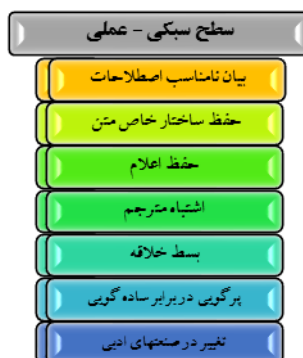 سطح سبکی - عملی
بیان نامناسب اصطلاحات
حفظ ساختار خاص متن
حفظ اعلام
اشتباه مترجم
بسط خلاقه
پرگویی در برابر ساده گویی
تغییر در صنعتهای ادبی